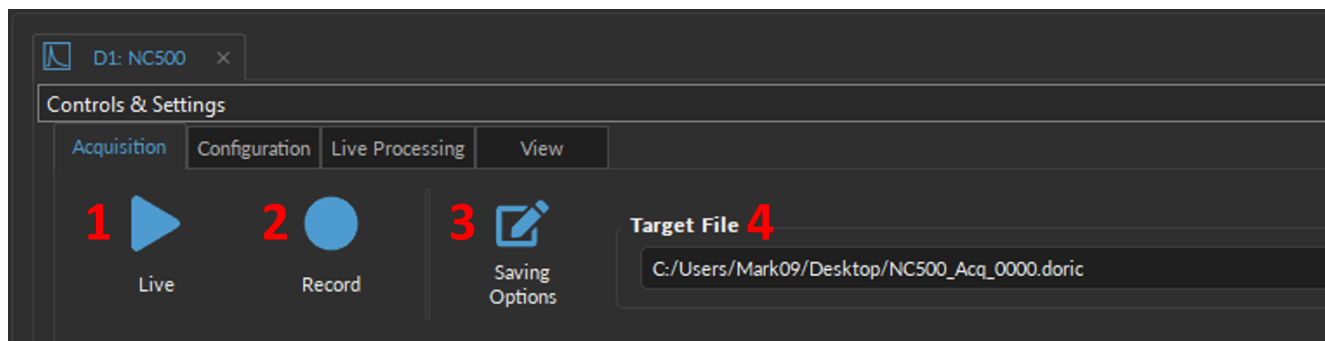 D1: NC500 ×
Controls & Settings
Acquisition Configuration Live Processing View
1 2 3 Target File 4
C:/Users/Mark09/Desktop/NC500_Acq_0000.doric
Live Record Saving
Options